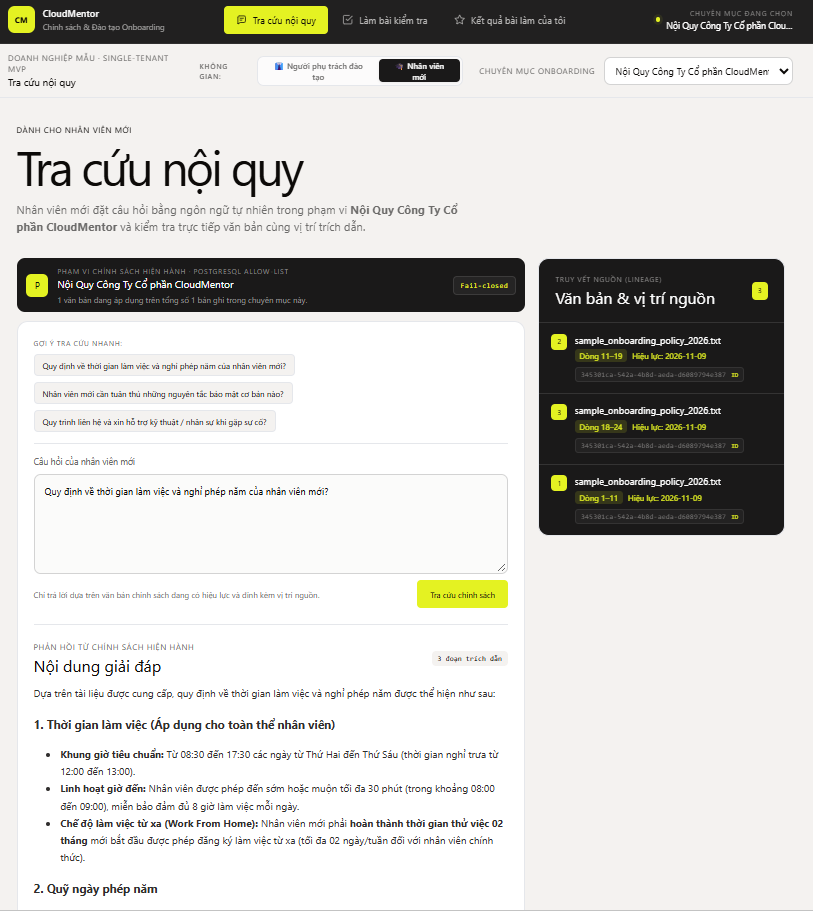 CM
CloudMentor
Chính sách & Đào tạo Onboarding
Tra cứu nội quy
Làm bài kiểm tra
Kết quả bài làm của tôi
CHUYÊN MỤC ĐANG CHỌN
Nội Quy Công Ty Cổ phần Clou...
DOANH NGHIỆP MẪU · SINGLE-TENANT
MVP
Tra cứu nội quy
KHÔNG
GIAN:
Người phụ trách đào
tạo
Nhân viên
mới
CHUYÊN MỤC ONBOARDING
Nội Quy Công Ty Cổ phần CloudMent
DÀNH CHO NHÂN VIÊN MỚI
Tra cứu nội quy
Nhân viên mới đặt câu hỏi bằng ngôn ngữ tự nhiên trong phạm vi Nội Quy Công Ty Cổ
phần CloudMentor và kiểm tra trực tiếp văn bản cùng vị trí trích dẫn.
P
PHẠM VI CHÍNH SÁCH HIỆN HÀNH · POSTGRESQL ALLOW LIST
Nội Quy Công Ty Cổ phần CloudMentor
1 văn bản đang áp dụng trên tổng số 1 bản ghi trong chuyên mục này.
Fail-closed
GỢI Ý TRA CỨU NHANH:
Quy định về thời gian làm việc và nghỉ phép năm của nhân viên mới?
Nhân viên mới cần tuân thủ những nguyên tắc bảo mật cơ bản nào?
Quy trình liên hệ và xin hỗ trợ kỹ thuật / nhân sự khi gặp sự cố?
Câu hỏi của nhân viên mới
Quy định về thời gian làm việc và nghỉ phép năm của nhân viên mới?
Chỉ trả lời dựa trên văn bản chính sách đang có hiệu lực và đính kèm vị trí nguồn.
Tra cứu chính sách
PHẢN HỒI TỪ CHÍNH SÁCH HIỆN HÀNH
Nội dung giải đáp
3 đoạn trích dẫn
Dựa trên tài liệu được cung cấp, quy định về thời gian làm việc và nghỉ phép năm được thể hiện như sau:
1. Thời gian làm việc (Áp dụng cho toàn thể nhân viên)
Khung giờ tiêu chuẩn: Từ 08:30 đến 17:30 các ngày từ Thứ Hai đến Thứ Sáu (thời gian nghỉ trưa từ
12:00 đến 13:00).
Linh hoạt giờ đến: Nhân viên được phép đến sớm hoặc muộn tối đa 30 phút (trong khoảng 08:00
đến 09:00), miễn bảo đảm đủ 8 giờ làm việc mỗi ngày.
Chế độ làm việc từ xa (Work From Home): Nhân viên mới phải hoàn thành thời gian thử việc 02
tháng mới bắt đầu được phép đăng ký làm việc từ xa (tối đa 02 ngày/tuần đối với nhân viên chính
thức).
2. Quỹ ngày phép năm
TRUY VẾT NGUỒN (LINEAGE)
Văn bản & vị trí nguồn
3
2
sample_onboarding_policy_2026.txt
Dòng 11–19 Hiệu lực: 2026-11-09
345301ca-542a-4b8d-aeda-d6089794e387 ID
3
sample_onboarding_policy_2026.txt
Dòng 18–24 Hiệu lực: 2026-11-09
345301ca-542a-4b8d-aeda-d6089794e387 ID
1
sample_onboarding_policy_2026.txt
Dòng 1–11 Hiệu lực: 2026-11-09
345301ca-542a-4b8d-aeda-d6089794e387 ID